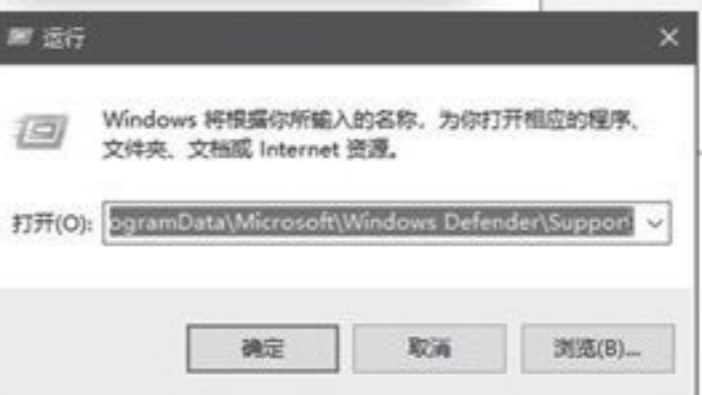 运行
Windows 将根据你所输入的名称，为你打开相应的程序、
文件夹、文档或 Internet 资源。
打开(O): ogramData\Microsoft\Windows Defender\Support
确定 取消 浏览(B)...